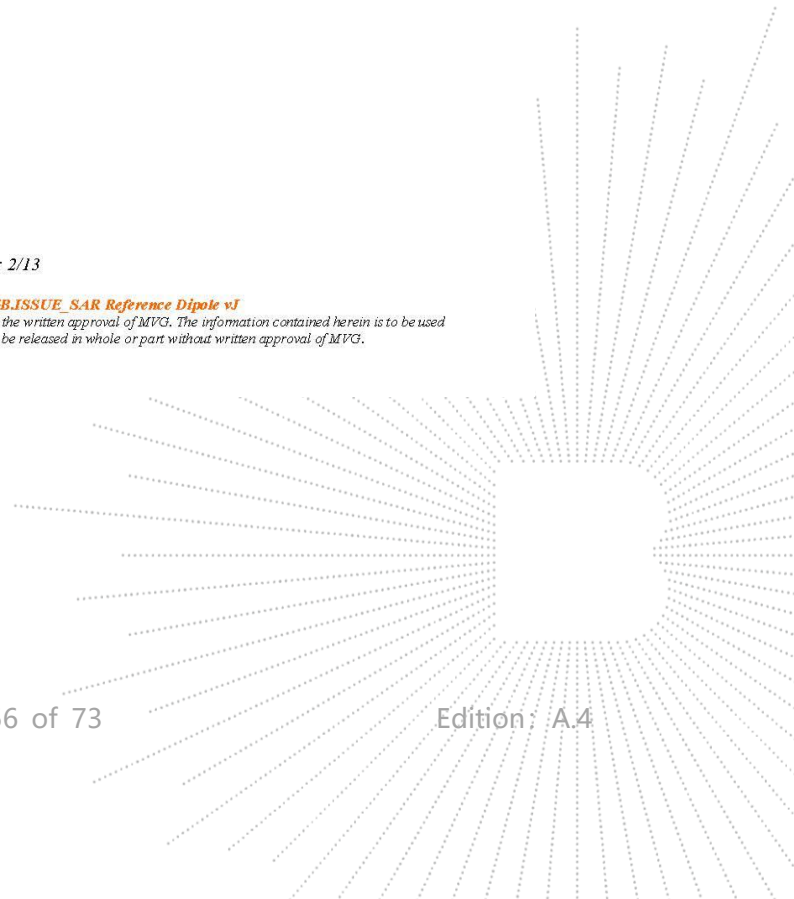 : 2/13
B.ISSUE_SAR Reference Dipole vJ
the written approval of MVG. The information contained herein is to be used
be released in whole or part without written approval of MVG.
6 of 73 Edition: A.4